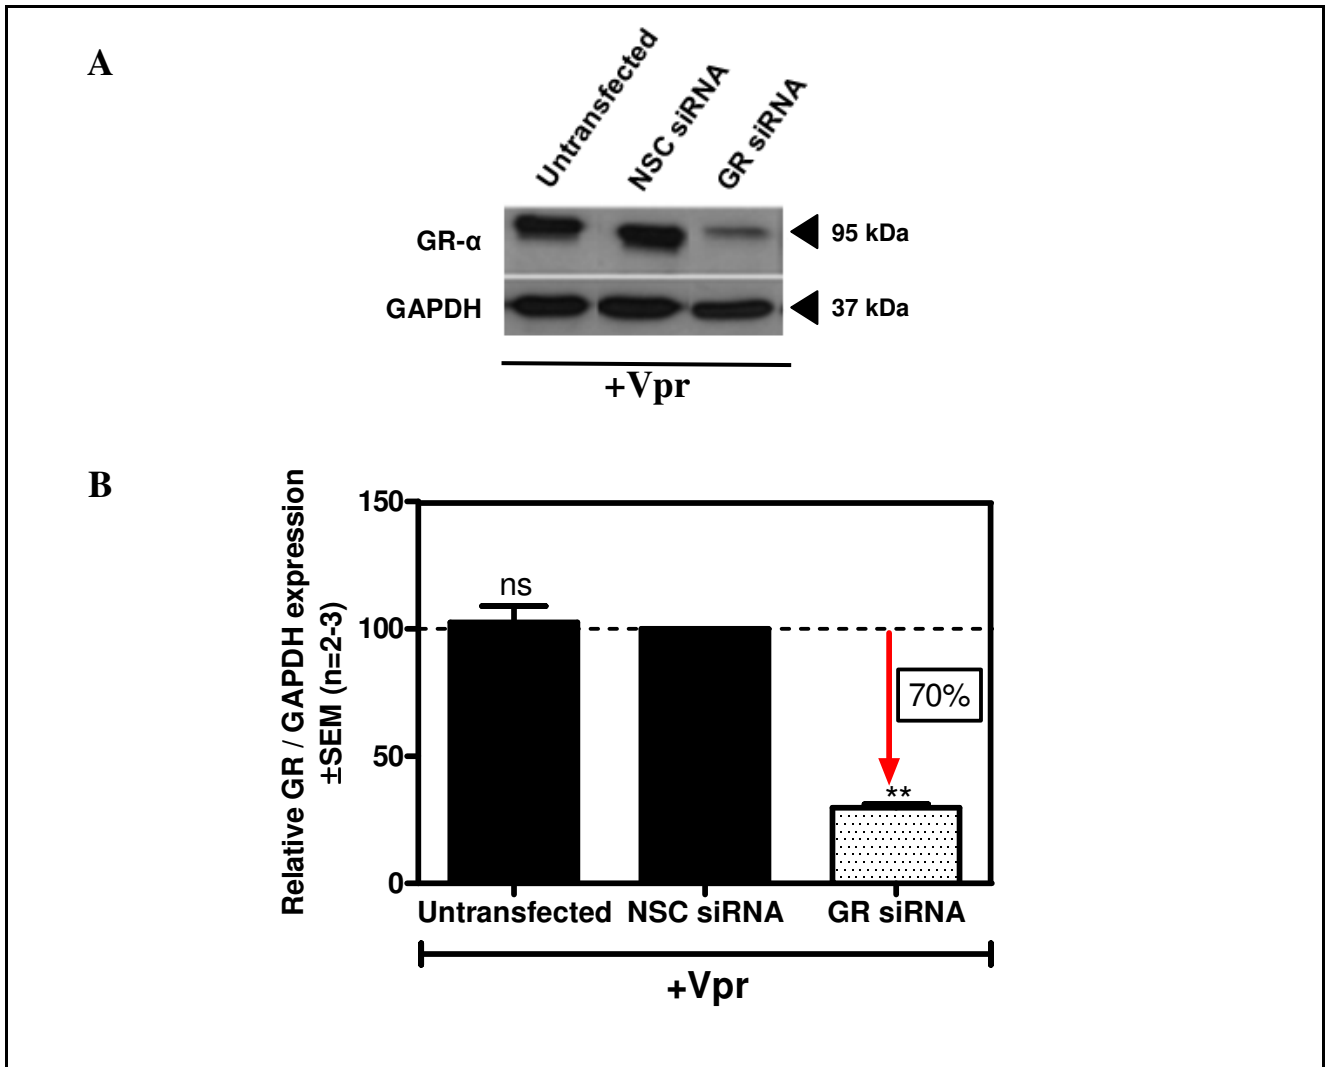 A
Untransfected
NSC siRNA
GR siRNA
GR-α
95 kDa
GAPDH
37 kDa
+Vpr
B
Relative GR / GAPDH expression
±SEM (n=2-3)
150
100
50
0
ns
70%
**
Untransfected
NSC siRNA
GR siRNA
+Vpr